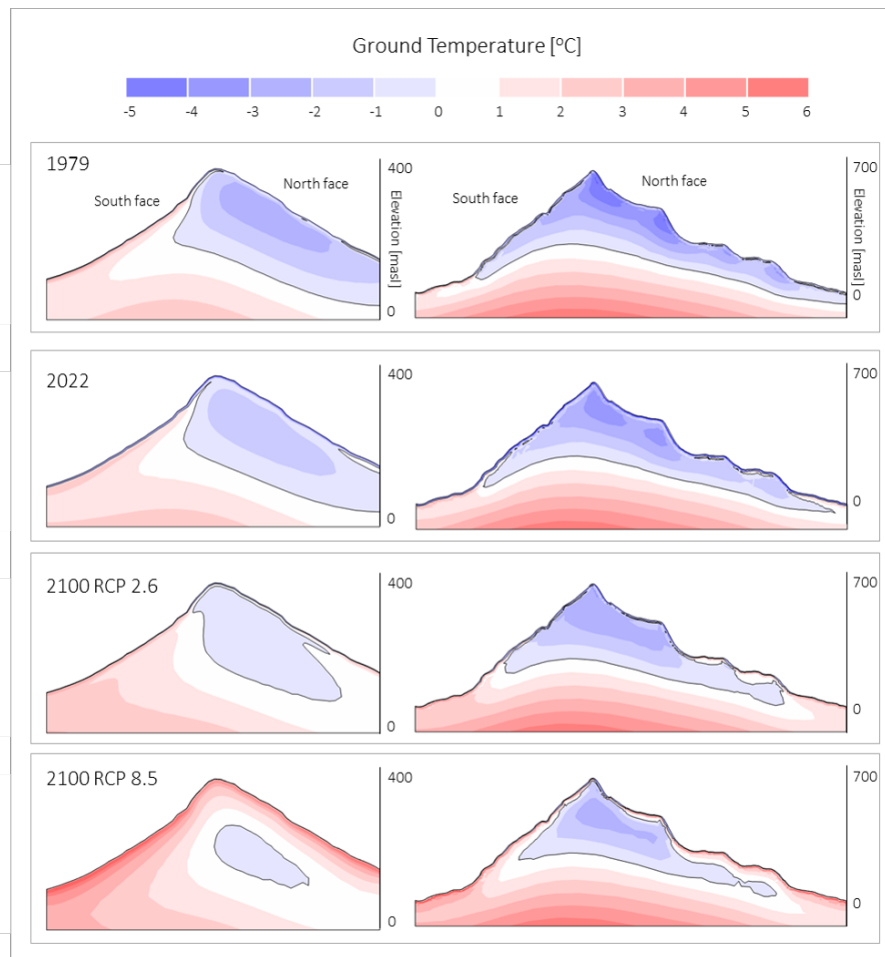 Ground Temperature [°C]
-5 -4 -3 -2 -1 0 1 2 3 4 5 6
1979
South face
North face
400
Elevation [masl]
0
South face
North face
700
Elevation [masl]
0
2022
400
0
700
0
2100 RCP 2.6
400
0
700
0
2100 RCP 8.5
400
0
700
0